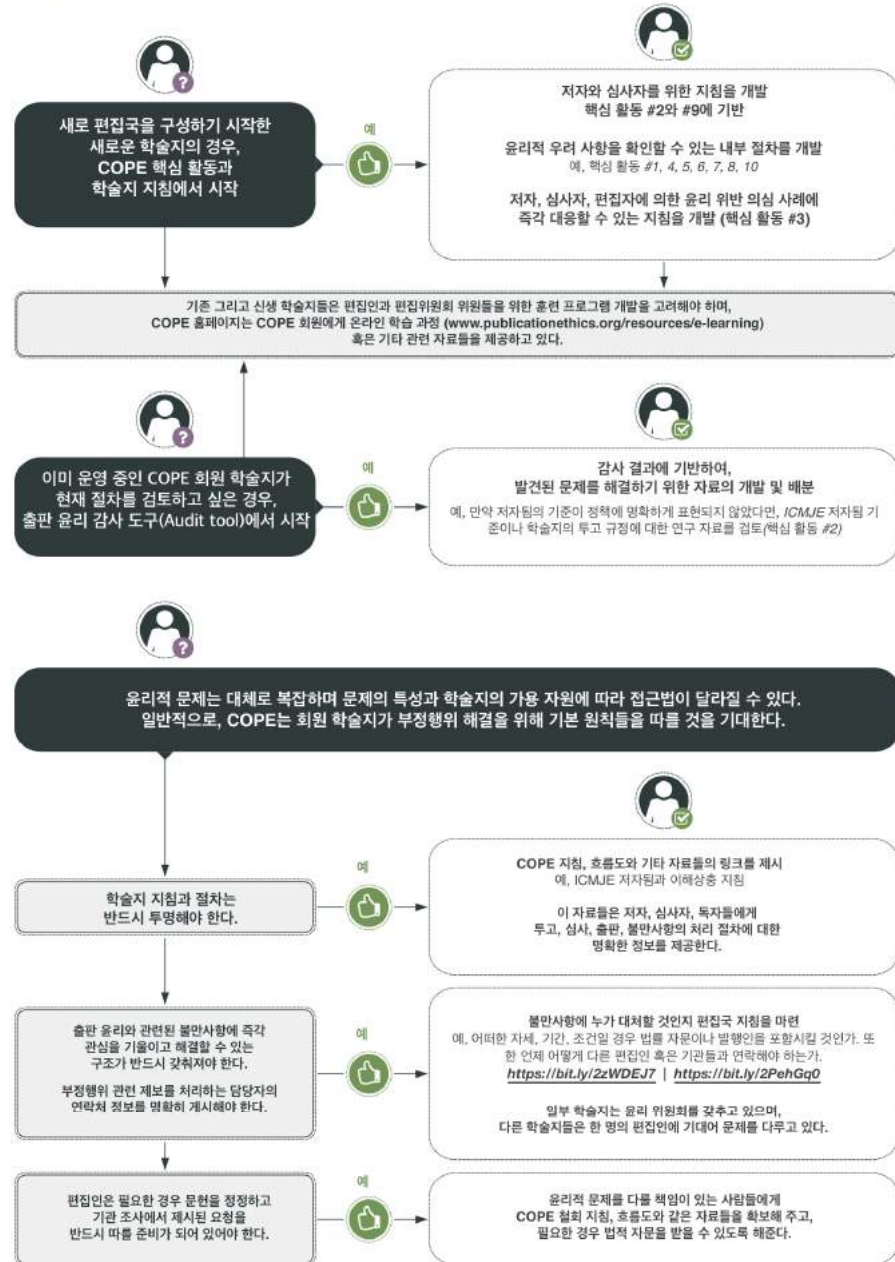 저자와 심사자를 위한 지침을 개발
핵심 활동 #2와 #9에 기반
윤리적 우려 사항을 확인할 수 있는 내부 절차를 개발
예, 핵심 활동 #1, 4, 5, 6, 7, 8, 10
저자, 심사자, 편집자에 의한 윤리 위반 의심 사례에
즉각 대응할 수 있는 지침을 개발 (핵심 활동 #3)
?
새로 편집국을 구성하기 시작한
새로운 학술지의 경우,
COPE 핵심 활동과
학술지 지침에서 시작
예
기존 그리고 신생 학술지들은 편집인과 편집위원회 위원들을 위한 훈련 프로그램 개발을 고려해야 하며,
COPE 홈페이지는 COPE 회원에게 온라인 학습 과정 (www.publicationethics.org/resources/e-learning)
혹은 기타 관련 자료들을 제공하고 있다.
?
이미 운영 중인 COPE 회원 학술지가
현재 절차를 검토하고 싶은 경우,
출판 윤리 감사 도구(Audit tool)에서 시작
예
감사 결과에 기반하여,
발견된 문제를 해결하기 위한 자료의 개발 및 배분
예, 만약 저자됨의 기준이 정책에 명확하게 표현되지 않았다면, ICMJE 저자됨 기
준이나 학술지의 투고 규정에 대한 연구 자료를 검토(핵심 활동 #2)
?
윤리적 문제는 대체로 복잡하며 문제의 특성과 학술지의 가용 자원에 따라 접근법이 달라질 수 있다.
일반적으로, COPE는 회원 학술지가 부정행위 해결을 위해 기본 원칙들을 따를 것을 기대한다.
학술지 지침과 절차는
반드시 투명해야 한다.
예
COPE 지침, 흐름도와 기타 자료들의 링크를 제시
예, ICMJE 저자됨과 이해상충 지침
이 자료들은 저자, 심사자, 독자들에게
투고, 심사, 출판, 불만사항의 처리 절차에 대한
명확한 정보를 제공한다.
출판 윤리와 관련된 불만사항에 즉각
관심을 기울이고 해결할 수 있는
구조가 반드시 갖춰져야 한다.
부정행위 관련 제보를 처리하는 담당자의
연락처 정보를 명확히 게시해야 한다.
예
불만사항에 누가 대처할 것인지 편집국 지침을 마련
예, 어떠한 자세, 기간, 조건일 경우 법률 자문이나 발행인을 포함시킬 것인가. 또
한 언제 어떻게 다른 편집인 혹은 기관들과 연락해야 하는가.
https://bit.ly/2zWDEJ7 | https://bit.ly/2PehGq0
일부 학술지는 윤리 위원회를 갖추고 있으며,
다른 학술지들은 한 명의 편집인에 기대어 문제를 다루고 있다.
편집인은 필요한 경우 문헌을 정정하고
기관 조사에서 제시된 요청을
반드시 따를 준비가 되어 있어야 한다.
예
윤리적 문제를 다룰 책임이 있는 사람들에게
COPE 철회 지침, 흐름도와 같은 자료들을 확보해 주고,
필요한 경우 법적 자문을 받을 수 있도록 해준다.